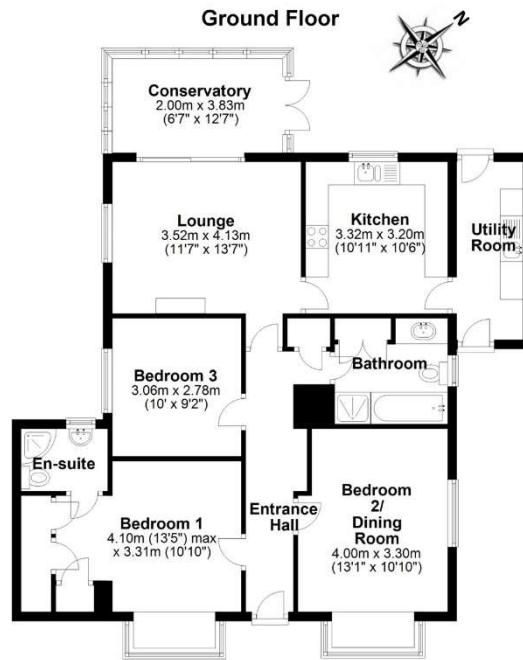 Ground Floor
N
Conservatory
2.00m x 3.83m
(6'7" x 12'7")
Lounge
3.52m x 4.13m
(11'7" x 13'7")
Kitchen
3.32m x 3.20m
(10'11" x 10'6")
Utility
Room
Bathroom
Bedroom 3
3.06m x 2.78m
(10' x 9'2")
En-suite
Bedroom 1
4.10m (13'5") max
x 3.31m (10'10")
Entrance
Hall
Bedroom
2/
Dining
Room
4.00m x 3.30m
(13'1" x 10'10")